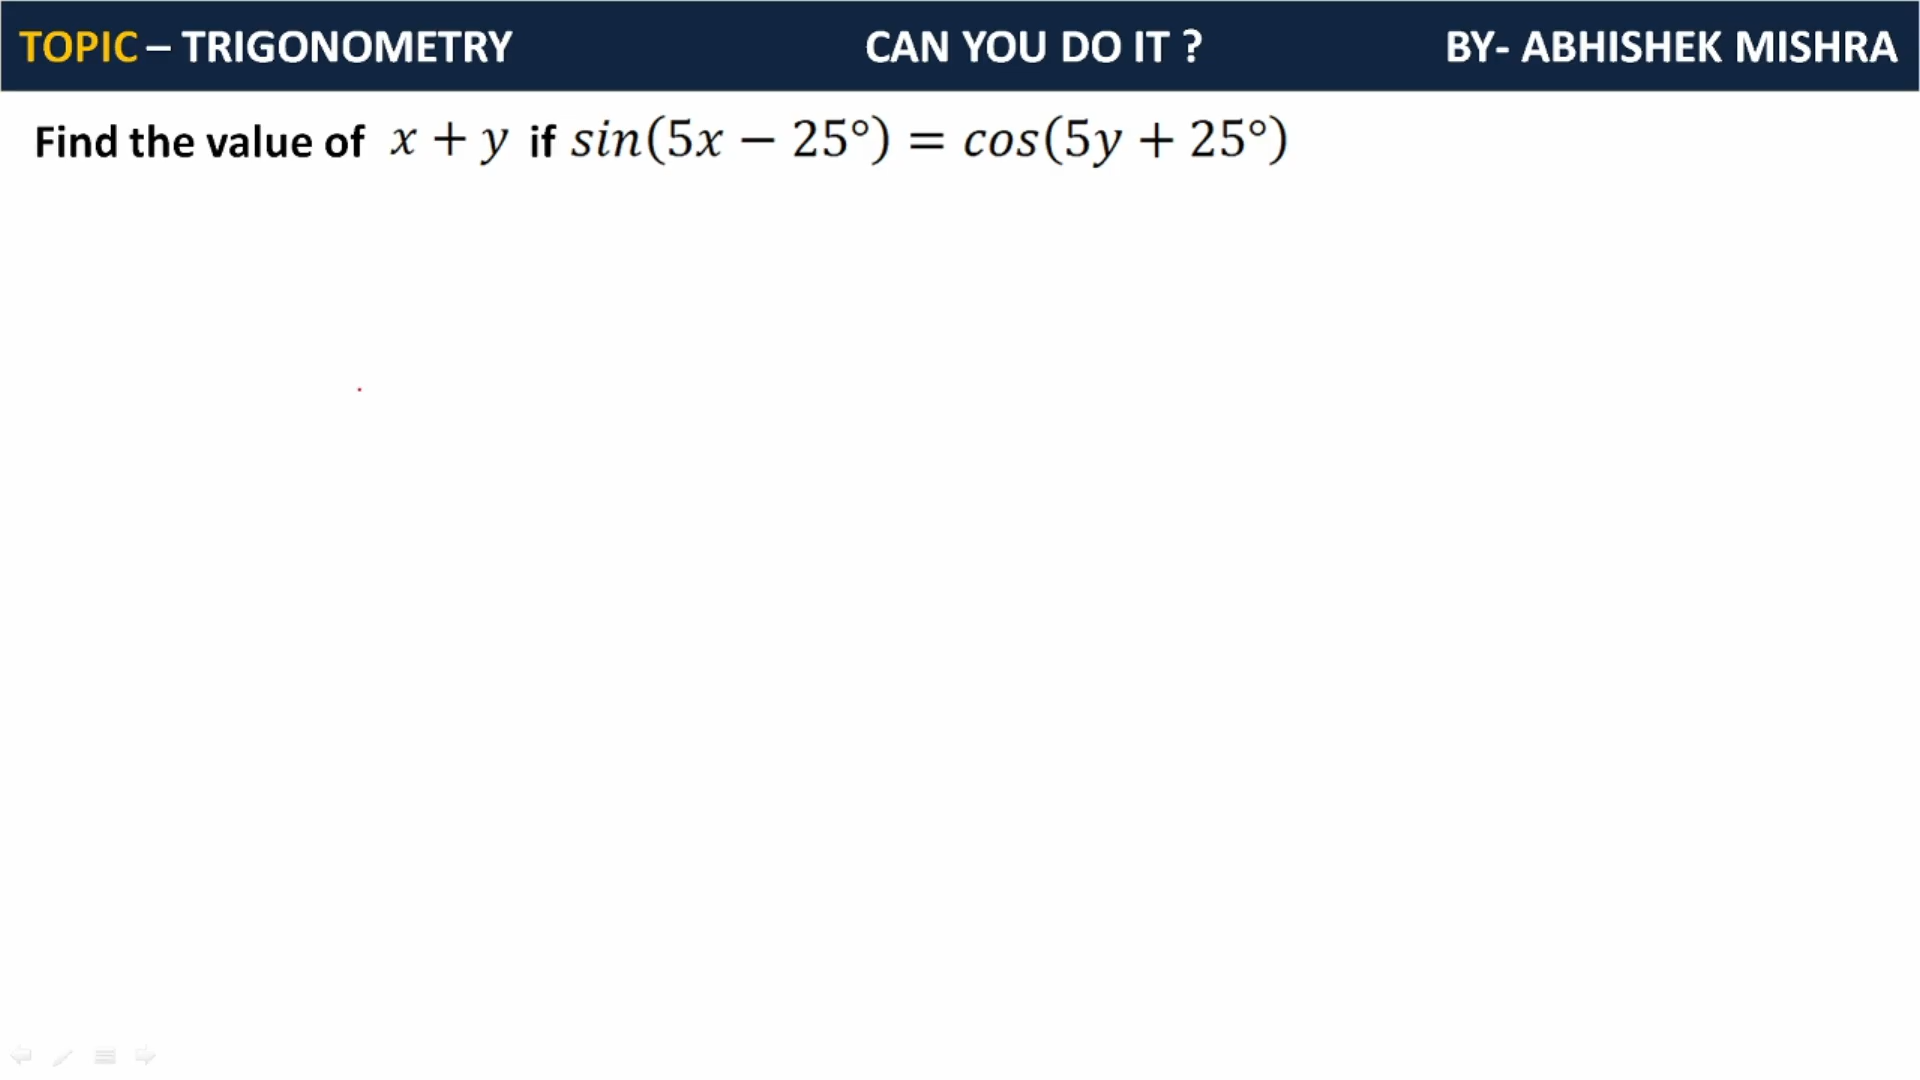 TOPIC – TRIGONOMETRY CAN YOU DO IT ? BY- ABHISHEK MISHRA
Find the value of x + y if sin(5x − 25°) = cos(5y + 25°)